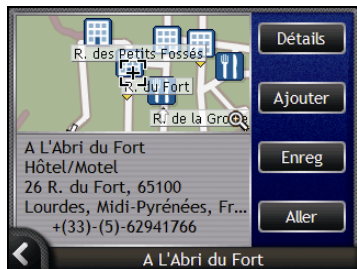 R. des Petits Fossés
R. du Fort
R. de la Gro
Détails
Ajouter
Enreg
Aller
A L'Abri du Fort
Hôtel/Motel
26 R. du Fort, 65100
Lourdes, Midi-Pyrénées, Fr...
+(33)-(5)-62941766
A L'Abri du Fort